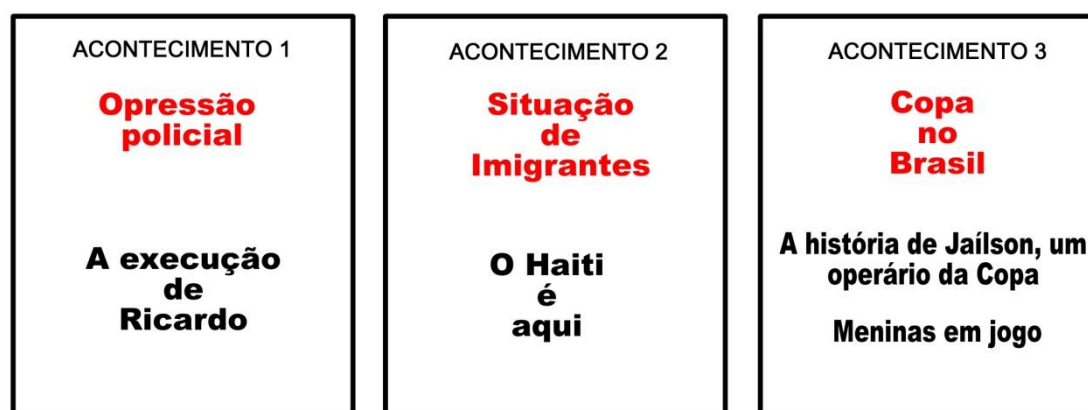 ACONTECIMENTO 1
Opressão
policial
A execução
de
Ricardo
ACONTECIMENTO 2
Situação
de
Imigrantes
O Haiti
é
aqui
ACONTECIMENTO 3
Copa
no
Brasil
A história de Jaílson, um
operário da Copa
Meninas em jogo